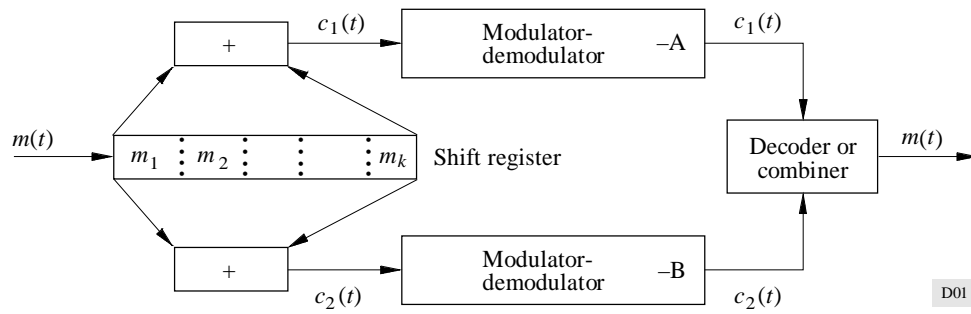 c1(t)
Modulator-
demodulator –A
c1(t)
+
m(t)
m1 m2 mk
Shift register
Decoder or
combiner
m(t)
+
c2(t)
Modulator-
demodulator –B
c2(t)
D01